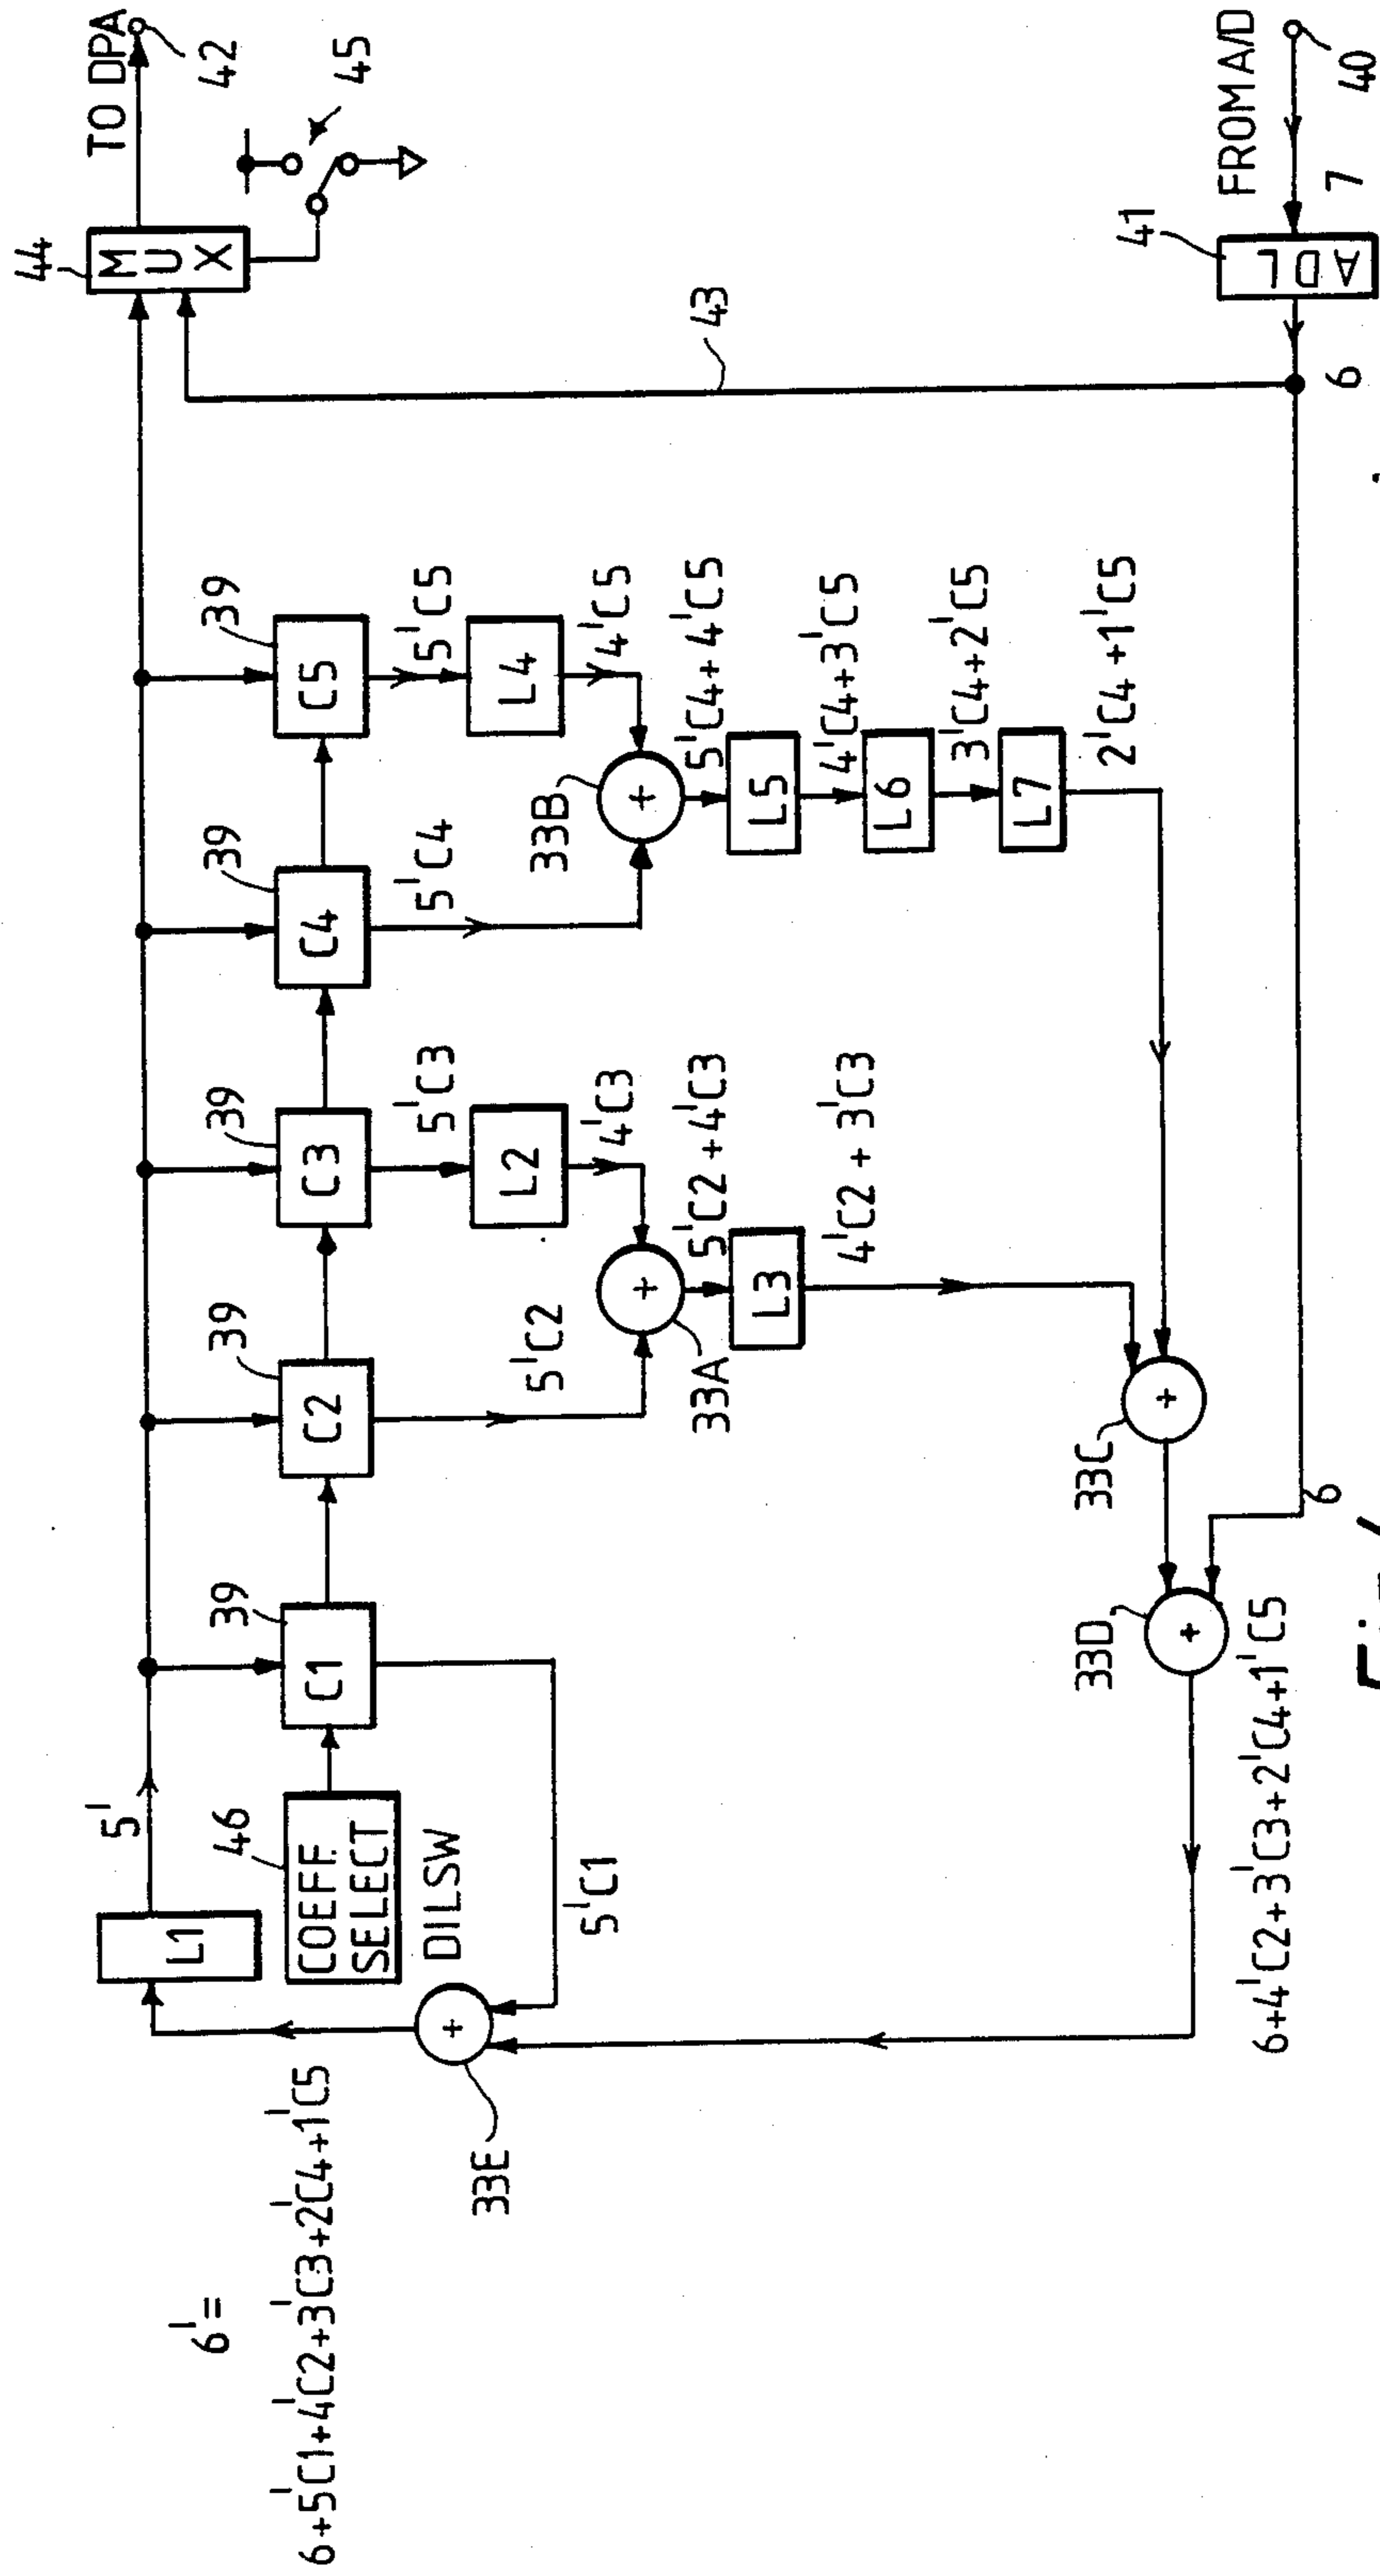 TO DPA
42
44
MUX
45
43
FROM A/D
40
7
41
ADL
6
5'
L1
46
COEFF.
SELECT
DILSW
39
C1
39
C2
39
C3
39
C4
39
C5
5'C1
5'C2
5'C3
L2
4'C3
33A
5'C2+4'C3
L3
4'C2+3'C3
5'C4
5'C5
L4
4'C5
33B
5'C4+4'C5
L5
4'C4+3'C5
L6
3'C4+2'C5
L7
2'C4+1'C5
33C
33D
6
6+4'C2+3'C3+2'C4+1'C5
33E
6'=
6+5'C1+4'C2+3'C3+2'C4+1'C5